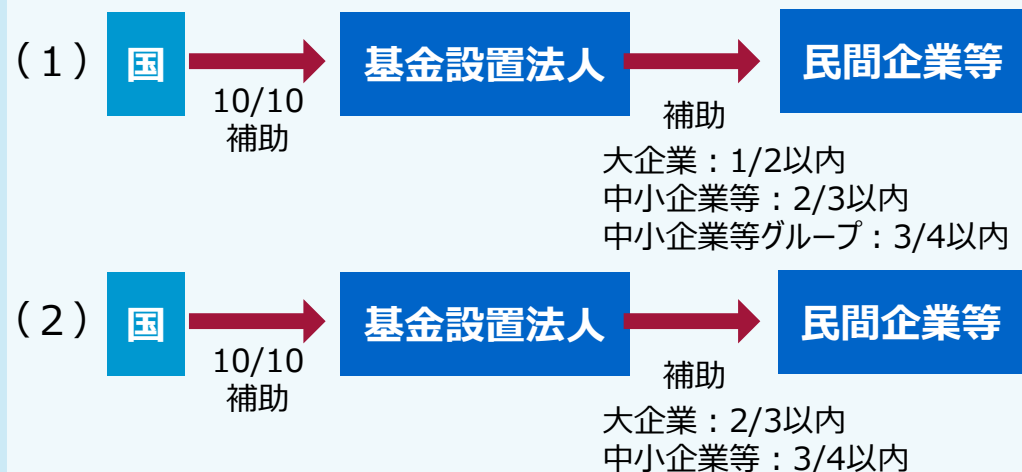 （１） 国 基金設置法人 民間企業等
10/10
補助
補助
大企業：1/2以内
中小企業等：2/3以内
中小企業等グループ：3/4以内
（２） 国 基金設置法人 民間企業等
10/10
補助
補助
大企業：2/3以内
中小企業等：3/4以内